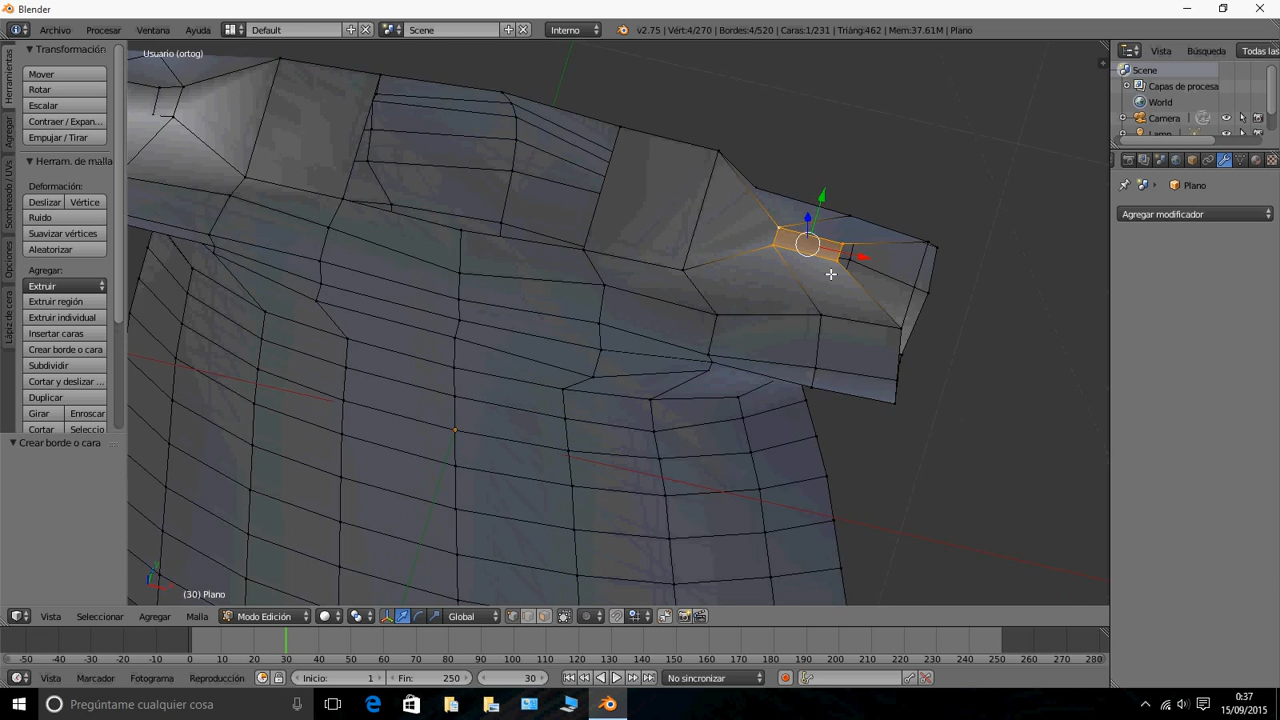 Blender
Archivo Procesar Ventana Ayuda Default Scene Interno v2.75 | Vért:4/270 | Bordes:4/520 | Caras:1/231 | Triáng:462 | Mem:37.61M | Plano
Usuario (ortog)
Herramientas
Agregar
Sombreado / UVs
Opciones
Lápiz de cera
Transformación
Mover
Rotar
Escalar
Contraer / Expan...
Empujar / Tirar
Herram. de malla
Deformación:
Deslizar Vértice
Ruido
Suavizar vértices
Aleatorizar
Agregar:
Extruir
Extruir región
Extruir individual
Insertar caras
Crear borde o cara
Subdividir
Cortar y deslizar ...
Duplicar
Girar Enroscar
Cortar Seleccio
Crear borde o cara
Vista Búsqueda Todas las
Scene
Capas de procesa
World
Camera
Lamp
Plano
Agregar modificador
(30) Plano
Vista Seleccionar Agregar Malla Modo Edición Global
-50 -40 -30 -20 -10 0 10 20 30 40 50 60 70 80 90 100 110 120 130 140 150 160 170 180 190 200 210 220 230 240 250 260 270 280
Vista Marcador Fotograma Reproducción Inicio: 1 Fin: 250 30 No sincronizar
Pregúntame cualquier cosa
0:37
15/09/2015